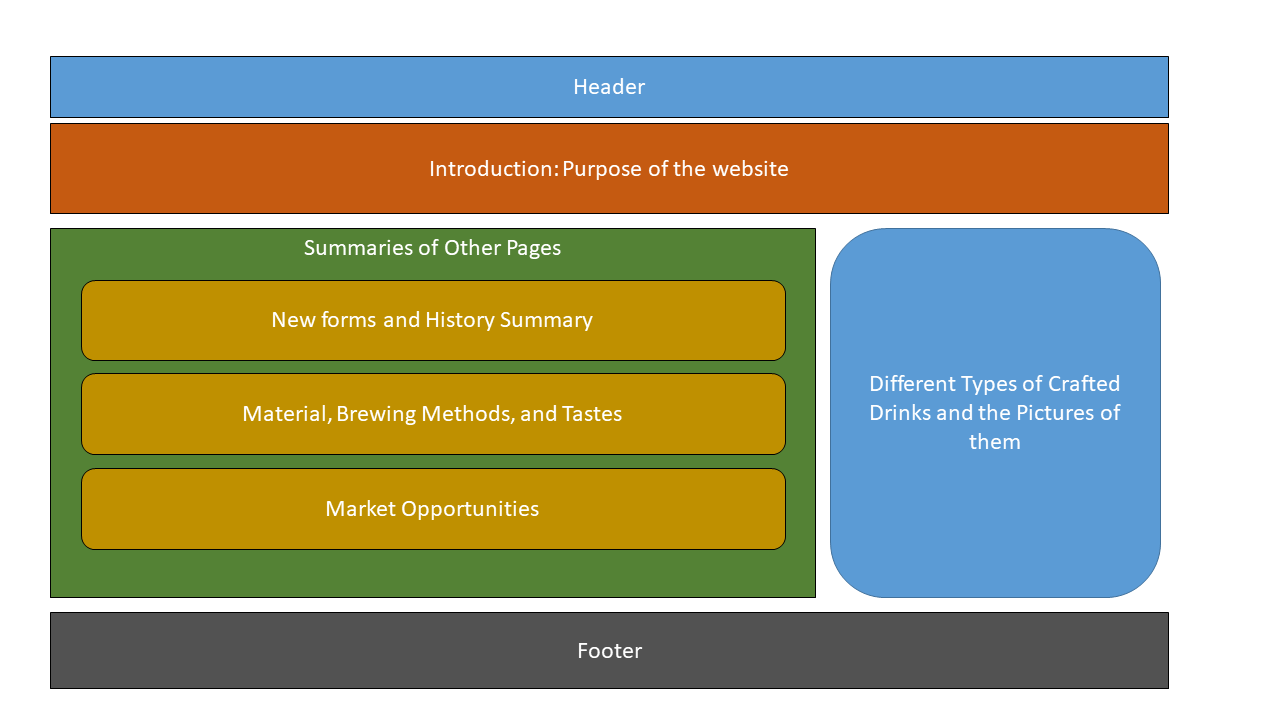 Header
Introduction: Purpose of the website
Summaries of Other Pages
New forms and History Summary
Material, Brewing Methods, and Tastes
Market Opportunities
Different Types of Crafted
Drinks and the Pictures of
them
Footer